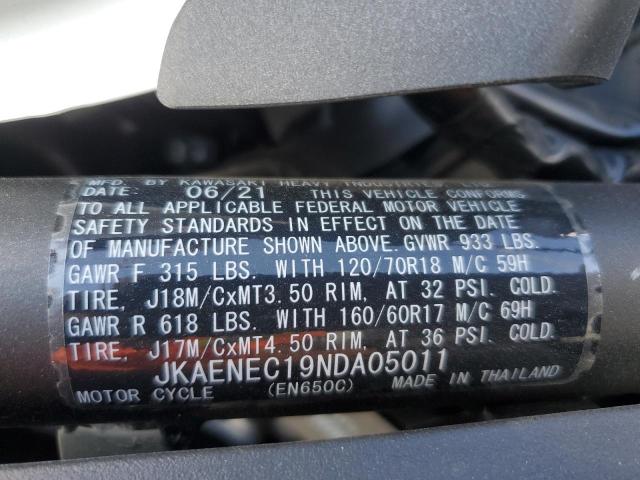 MFD. BY KAWASAKI HEAVY INDUSTRIES
DATE: 06/21 THIS VEHICLE CONFORMS
TO ALL APPLICABLE FEDERAL MOTOR VEHICLE
SAFETY STANDARDS IN EFFECT ON THE DATE
OF MANUFACTURE SHOWN ABOVE. GVWR 933 LBS.
GAWR F 315 LBS. WITH 120/70R18 M/C 59H
TIRE, J18M/CxMT3.50 RIM, AT 32 PSI. COLD.
GAWR R 618 LBS. WITH 160/60R17 M/C 69H
TIRE, J17M/CxMT4.50 RIM, AT 36 PSI. COLD.
JKAENEC19NDA05011
MOTOR CYCLE (EN650C) MADE IN THAILAND